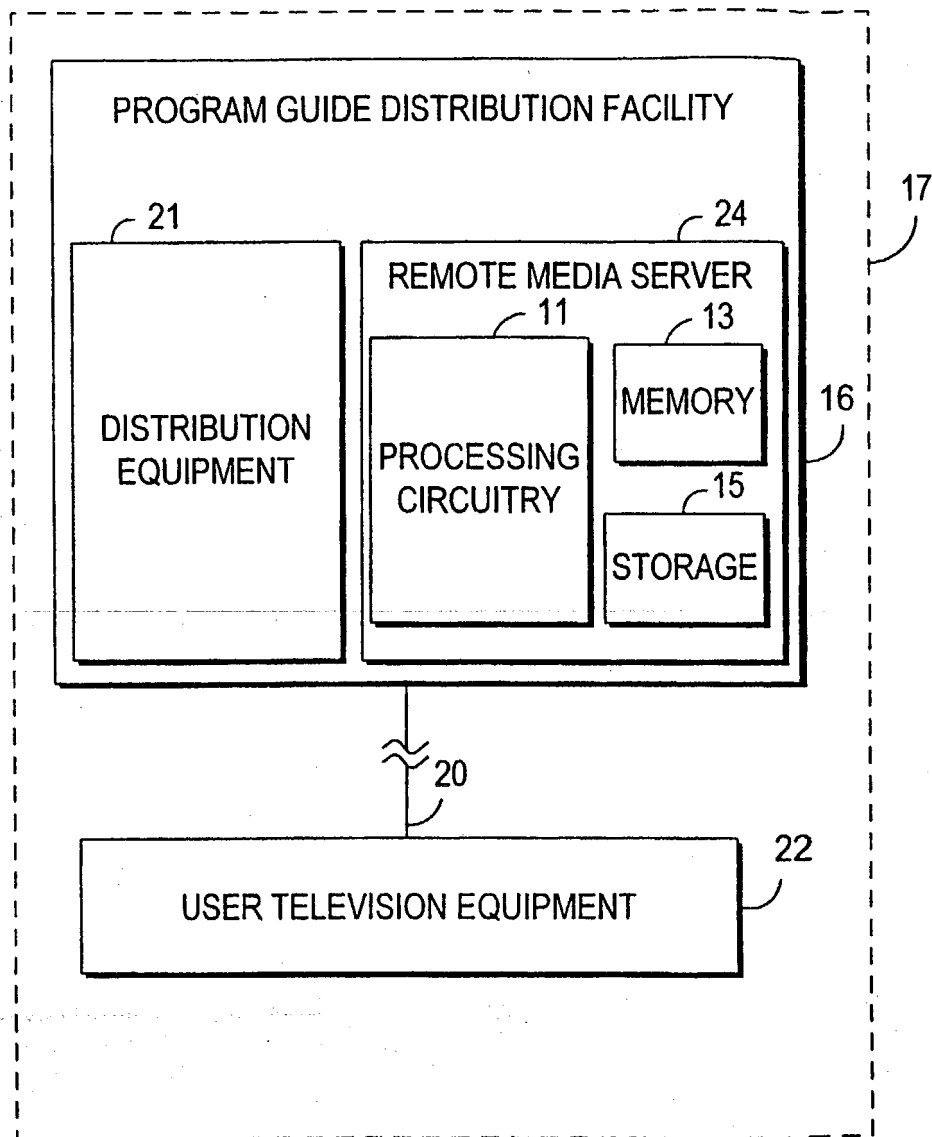 PROGRAM GUIDE DISTRIBUTION FACILITY
17
21
24
REMOTE MEDIA SERVER
11
13
MEMORY
16
DISTRIBUTION
EQUIPMENT
PROCESSING
CIRCUITRY
15
STORAGE
20
22
USER TELEVISION EQUIPMENT